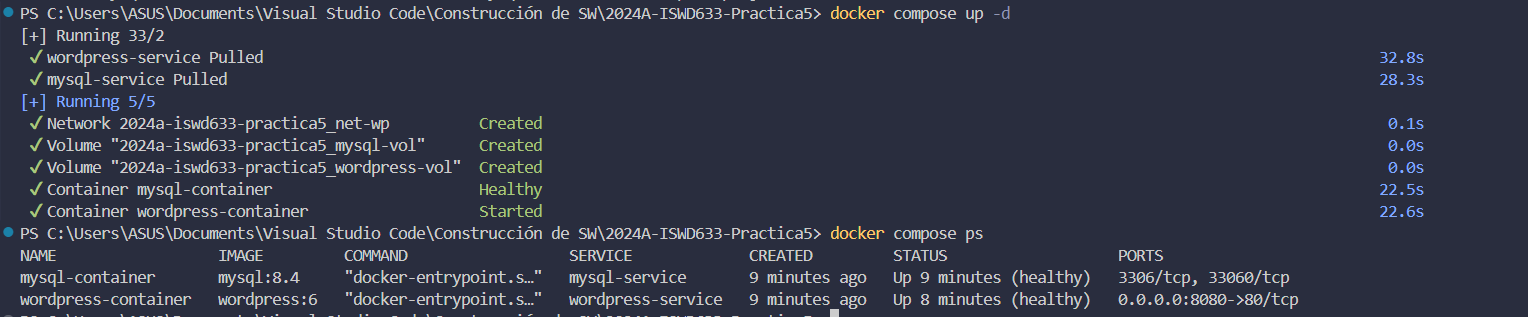 PS C:\Users\ASUS\Documents\Visual Studio Code\Construcción de SW\2024A-ISWD633-Practica5> docker compose up -d
[+] Running 33/2
✓ wordpress-service Pulled 32.8s
✓ mysql-service Pulled 28.3s
[+] Running 5/5
✓ Network 2024a-iswd633-practica5_net-wp Created 0.1s
✓ Volume "2024a-iswd633-practica5_mysql-vol" Created 0.0s
✓ Volume "2024a-iswd633-practica5_wordpress-vol" Created 0.0s
✓ Container mysql-container Healthy 22.5s
✓ Container wordpress-container Started 22.6s
PS C:\Users\ASUS\Documents\Visual Studio Code\Construcción de SW\2024A-ISWD633-Practica5> docker compose ps
NAME IMAGE COMMAND SERVICE CREATED STATUS PORTS
mysql-container mysql:8.4 "docker-entrypoint.s…" mysql-service 9 minutes ago Up 9 minutes (healthy) 3306/tcp, 33060/tcp
wordpress-container wordpress:6 "docker-entrypoint.s…" wordpress-service 9 minutes ago Up 8 minutes (healthy) 0.0.0.0:8080->80/tcp